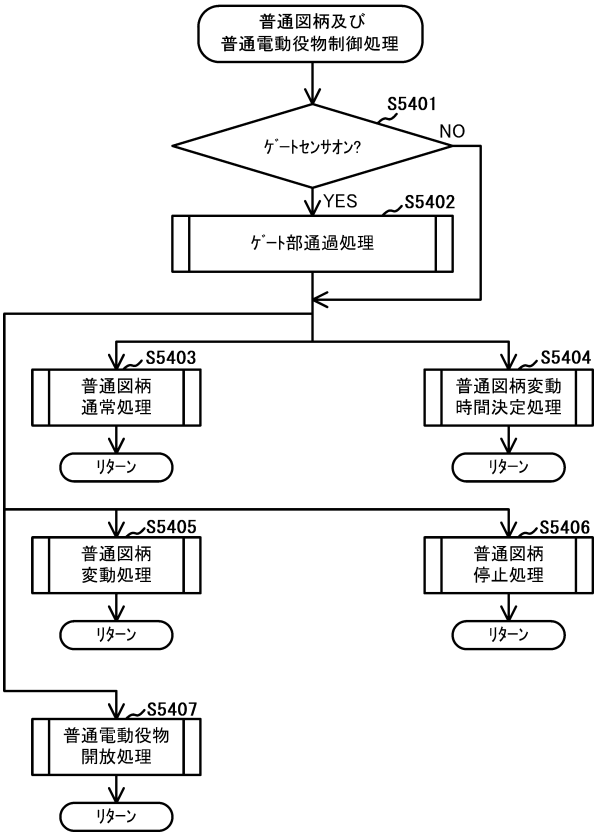 普通図柄及び
普通電動役物制御処理
S5401
ゲートセンサオン?
NO
YES
S5402
ゲート部通過処理
S5403
普通図柄
通常処理
リターン
S5404
普通図柄変動
時間決定処理
リターン
S5405
普通図柄
変動処理
リターン
S5406
普通図柄
停止処理
リターン
S5407
普通電動役物
開放処理
リターン